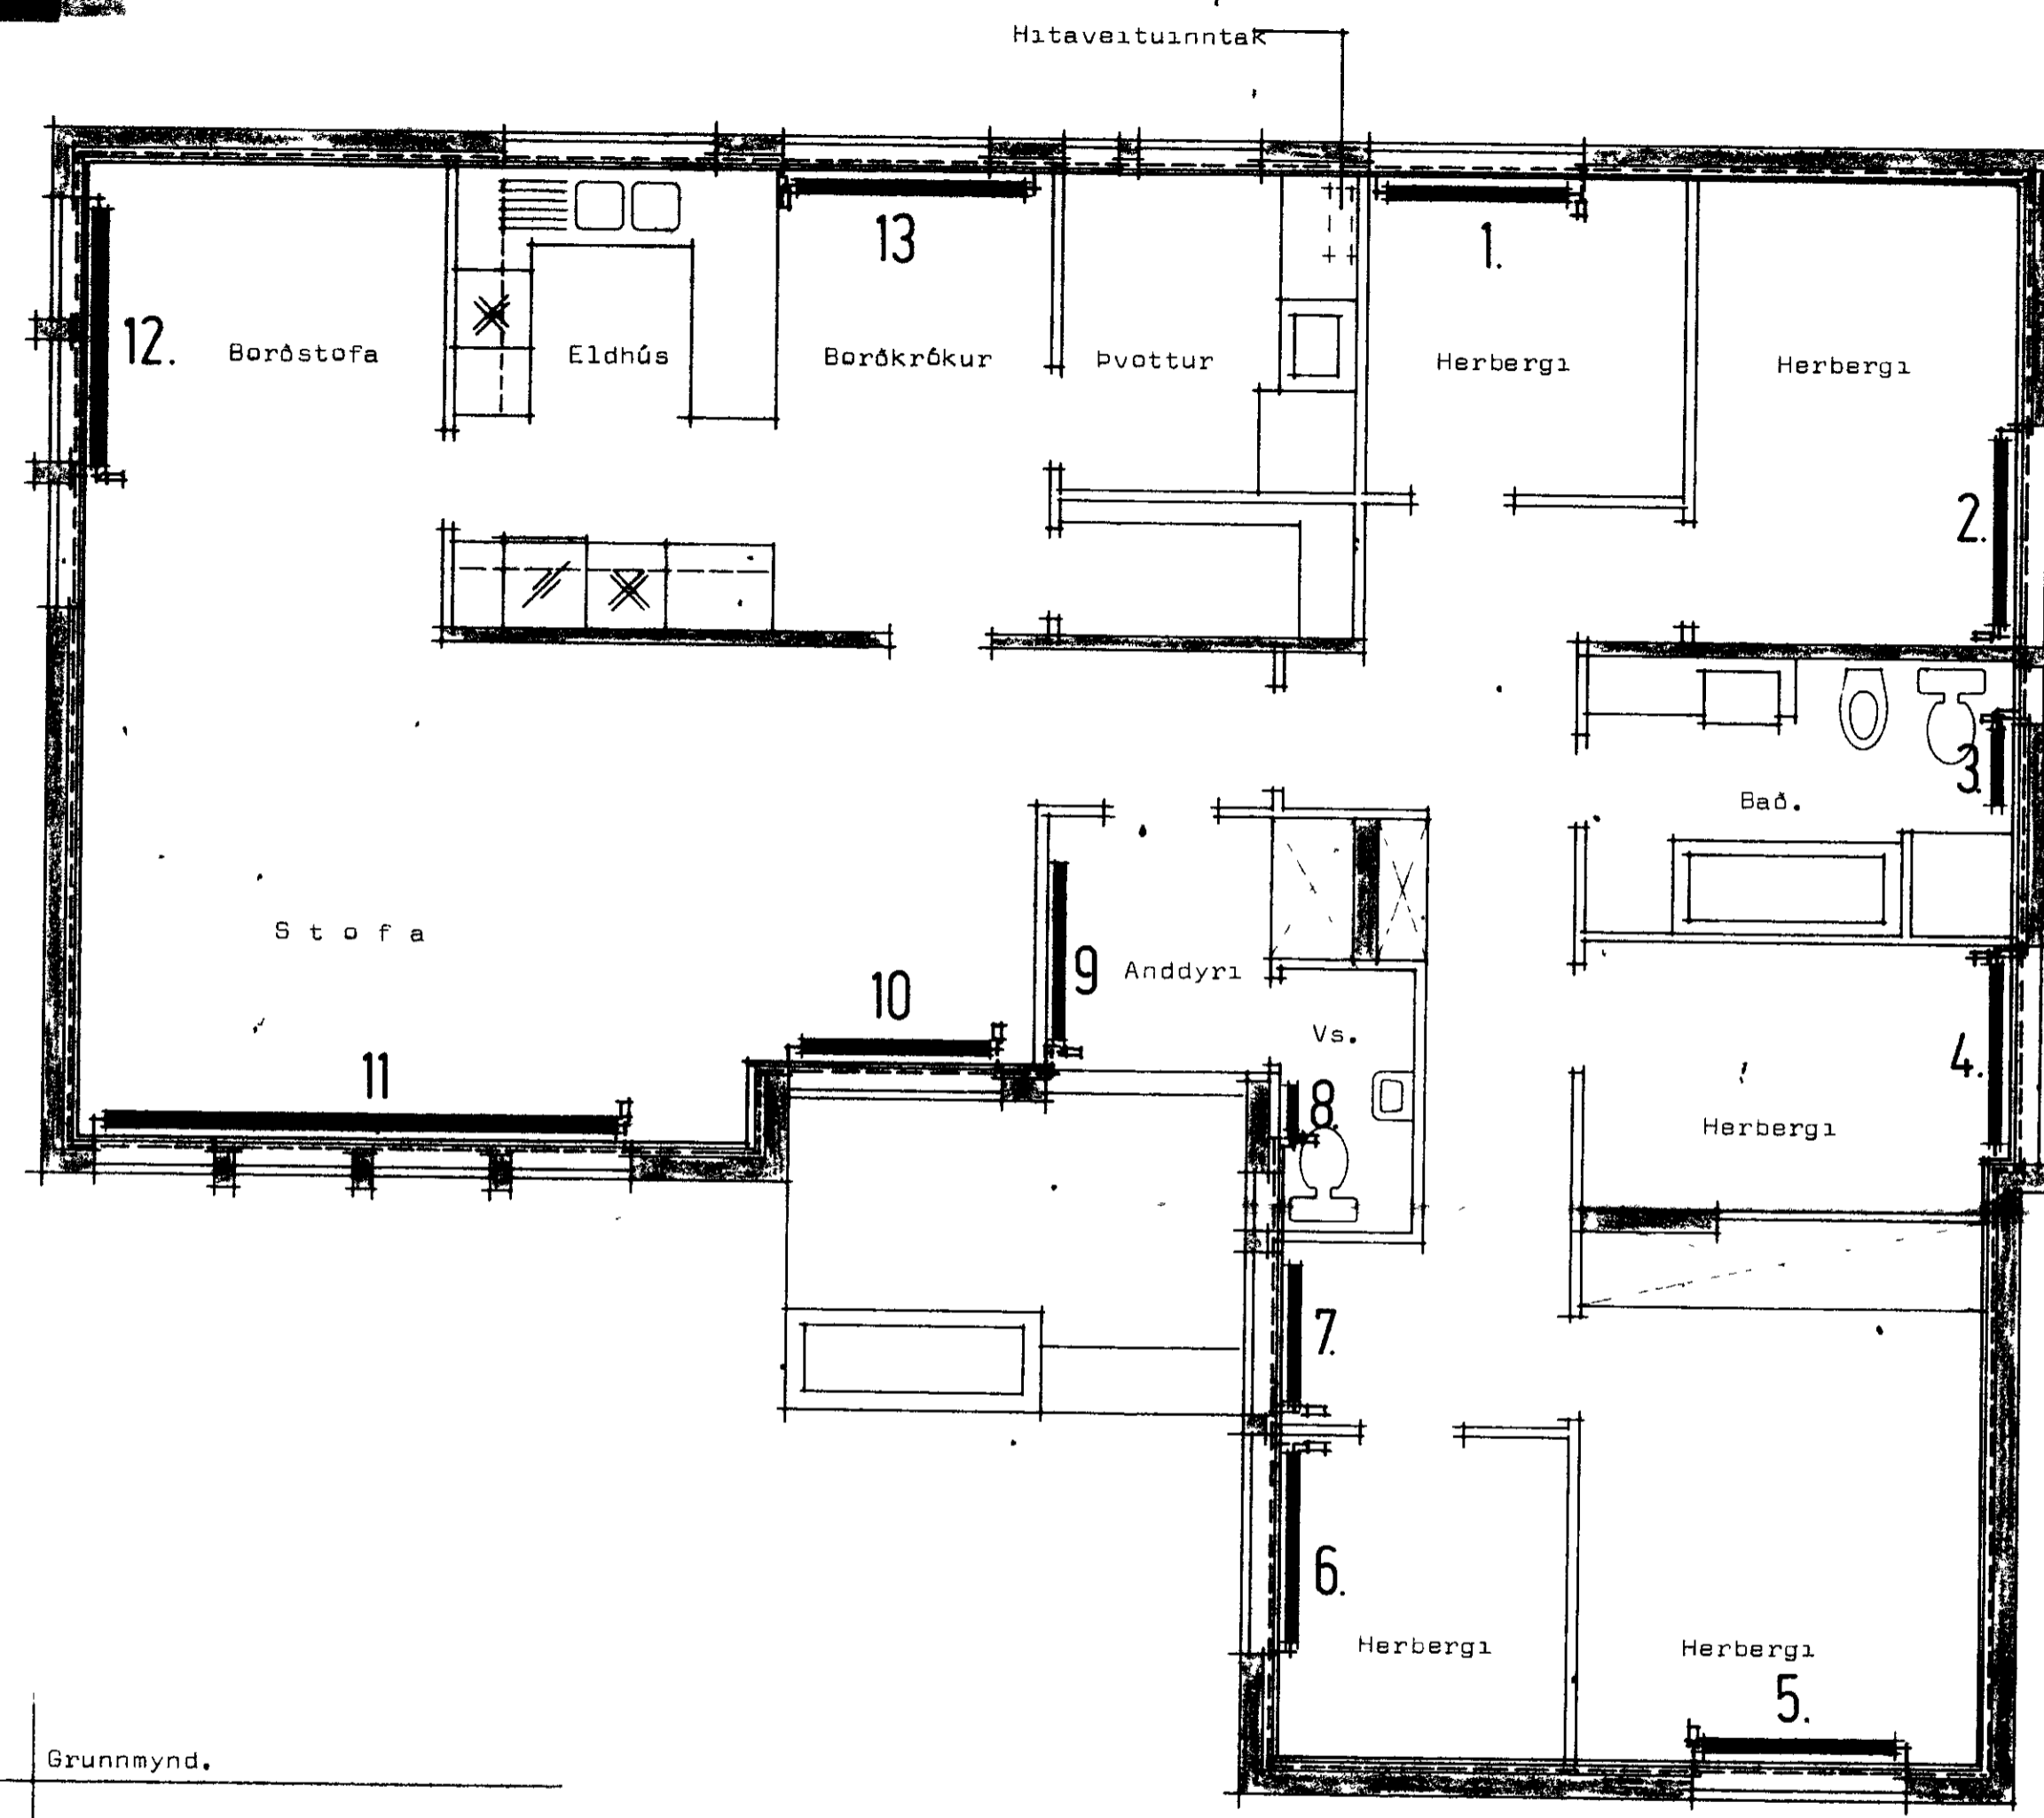 Hitaveituinntak
13
1.
12.
Borðstofa
Eldhús
Borðkrókur
Þvottur
Herbergi
Herbergi
2.
3.
Bað.
Stofa
10
9
Anddyri
Vs.
8.
4.
11
Herbergi
7.
6.
Herbergi
Herbergi
5.
Grunnmynd.